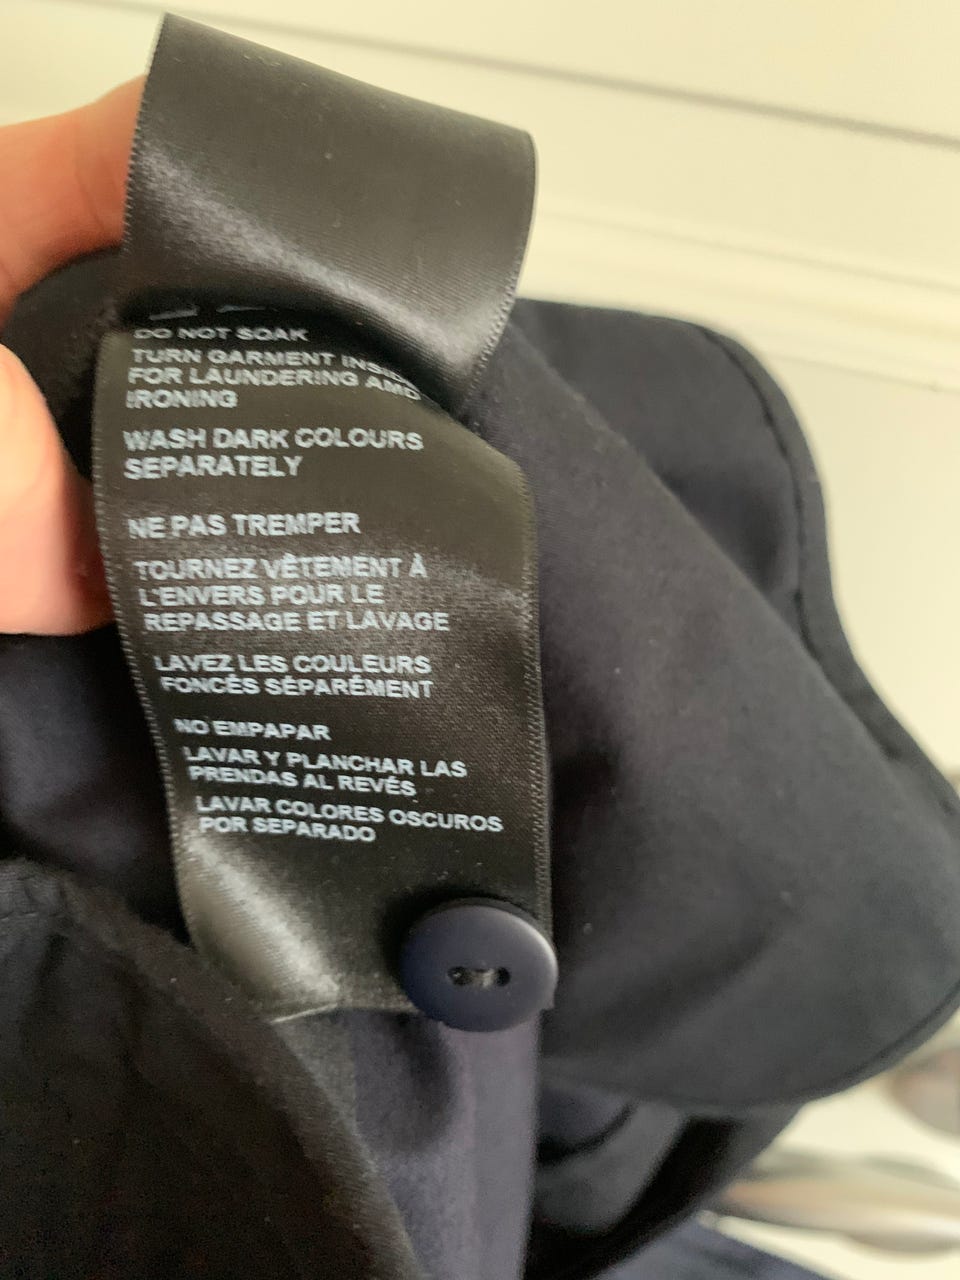 DO NOT SOAK
TURN GARMENT
FOR LAUNDERING AND
IRONING
WASH DARK COLOURS
SEPARATELY
NE PAS TREMPER
TOURNEZ VÊTEMENT À
L'ENVERS POUR LE
REPASSAGE ET LAVAGE
LAVEZ LES COULEURS
FONCÉS SÉPARÉMENT
NO EMPAPAR
LAVAR Y PLANCHAR LAS
PRENDAS AL REVÉS
LAVAR COLORES OSCUROS
POR SEPARADO